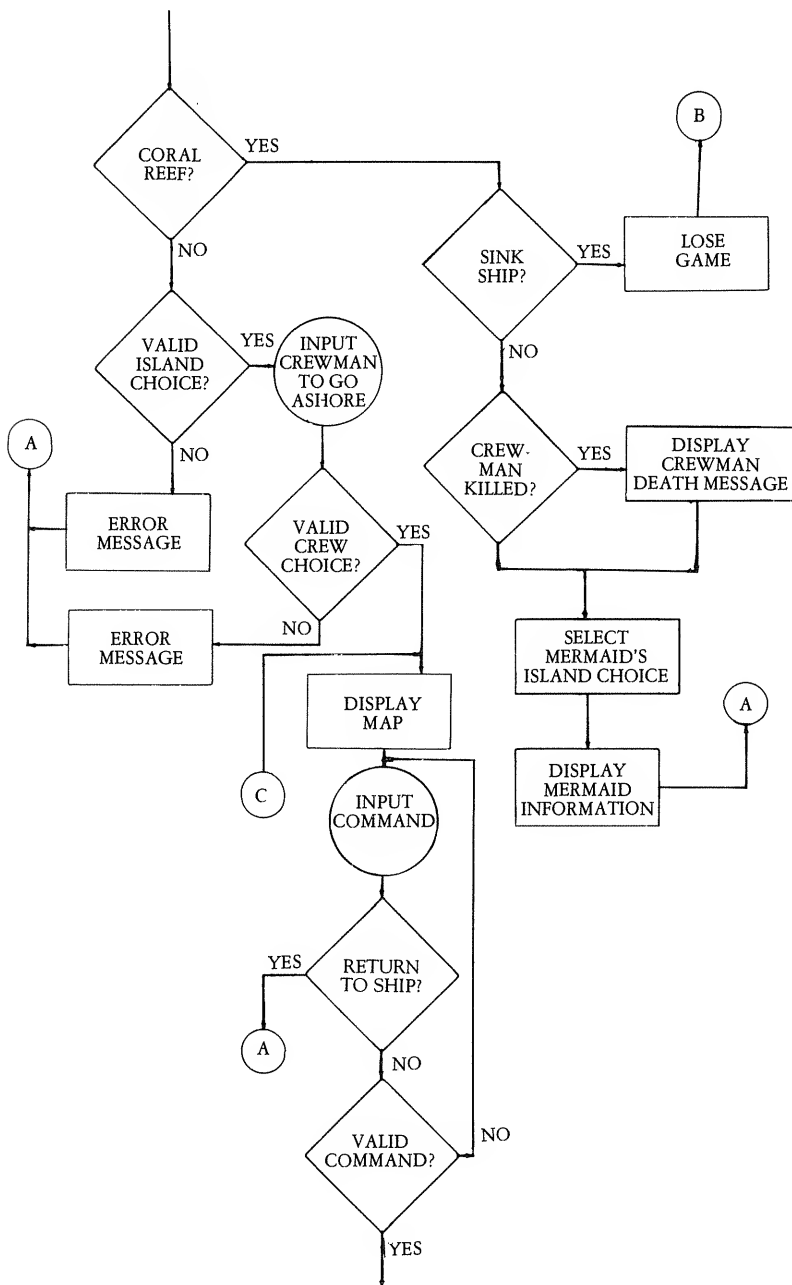 B
CORAL
REEF?
YES
NO
SINK
SHIP?
YES
LOSE
GAME
NO
VALID
ISLAND
CHOICE?
YES
INPUT
CREWMAN
TO GO
ASHORE
NO
A
ERROR
MESSAGE
CREW-
MAN
KILLED?
YES
DISPLAY
CREWMAN
DEATH MESSAGE
VALID
CREW
CHOICE?
YES
NO
ERROR
MESSAGE
SELECT
MERMAID'S
ISLAND CHOICE
A
DISPLAY
MERMAID
INFORMATION
DISPLAY
MAP
C
INPUT
COMMAND
RETURN
TO SHIP?
YES
A
NO
VALID
COMMAND?
NO
YES